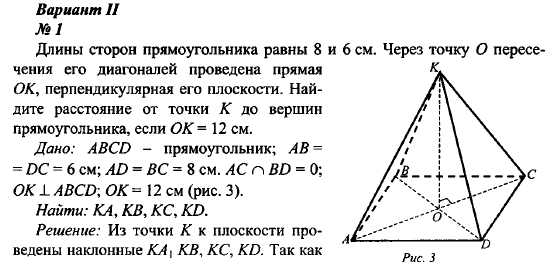 Вариант II
№ 1
Длины сторон прямоугольника равны 8 и 6 см. Через точку O пересе-
чения его диагоналей проведена прямая
OK, перпендикулярная его плоскости. Най-
дите расстояние от точки K до вершин
прямоугольника, если OK = 12 см.
Дано: ABCD – прямоугольник; AB =
= DC = 6 см; AD = BC = 8 см. AC ∩ BD = 0;
OK ⊥ ABCD; OK = 12 см (рис. 3).
Найти: KA, KB, KC, KD.
Решение: Из точки K к плоскости про-
ведены наклонные KA₁ KB, KC, KD. Так как
K
B
C
O
A
D
Рис. 3